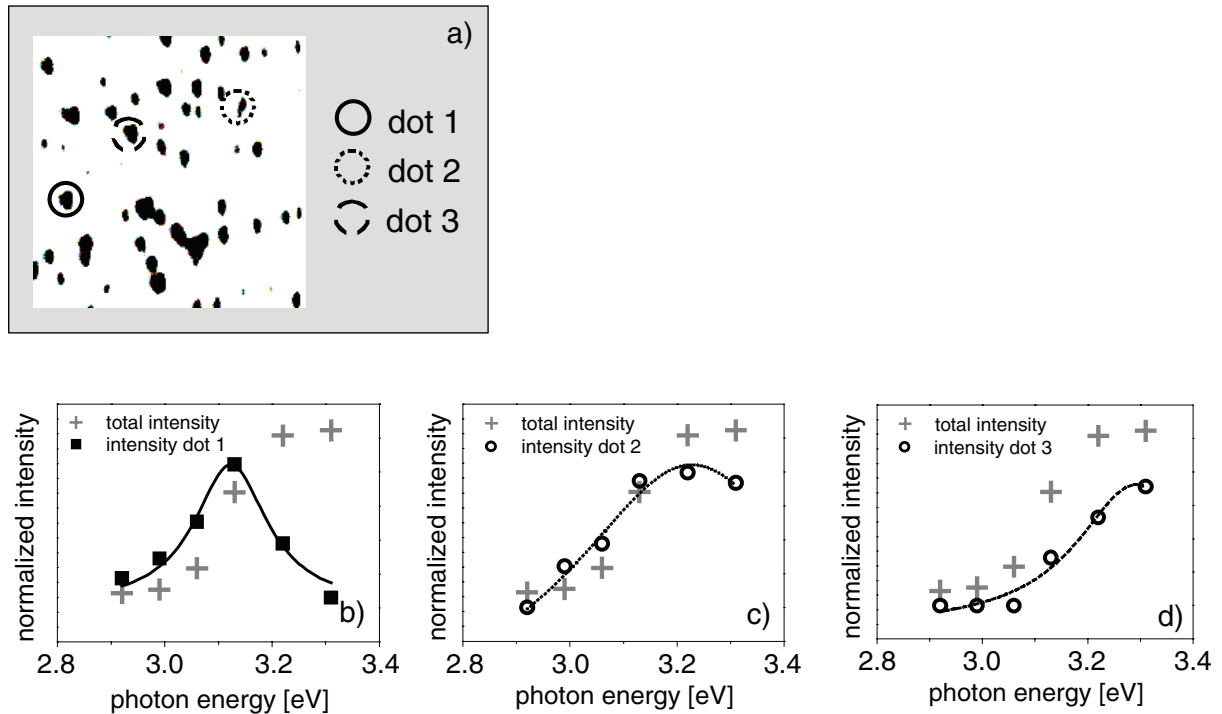 a)
dot 1
dot 2
dot 3
normalized intensity
total intensity
intensity dot 1
b)
2.8 3.0 3.2 3.4
photon energy [eV]
normalized intensity
total intensity
intensity dot 2
c)
2.8 3.0 3.2 3.4
photon energy [eV]
normalized intensity
total intensity
intensity dot 3
d)
2.8 3.0 3.2 3.4
photon energy [eV]